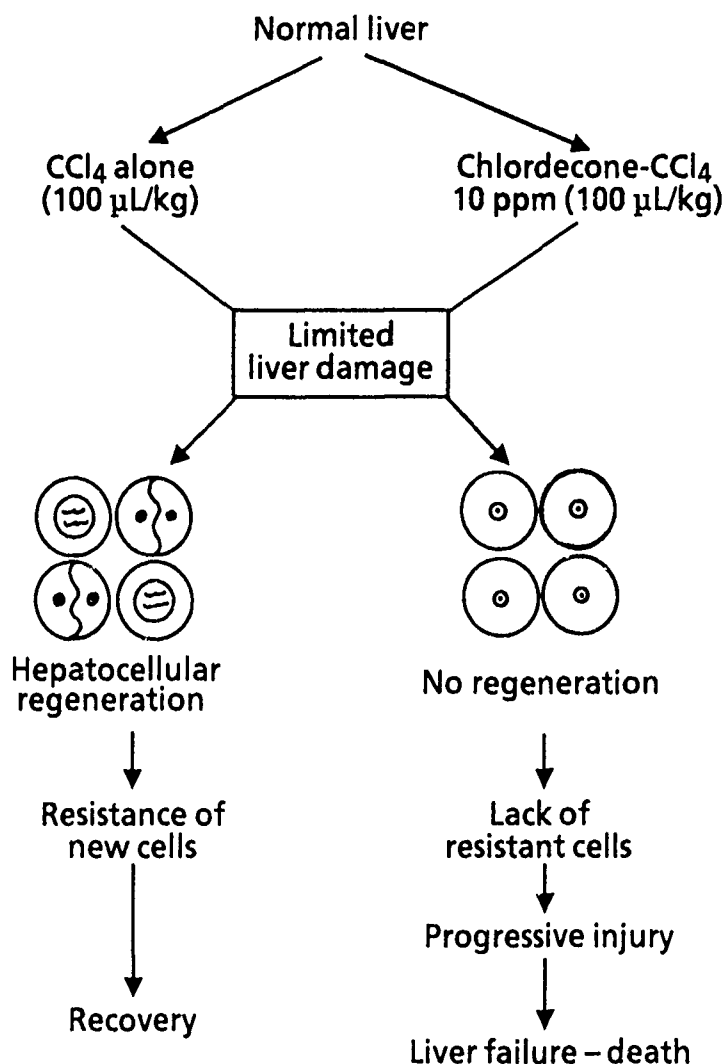 Normal liver
CCl₄ alone
(100 μL/kg)
Chlordecone-CCl₄
10 ppm (100 μL/kg)
Limited
liver damage
Hepatocellular
regeneration
No regeneration
Resistance of
new cells
Lack of
resistant cells
Progressive injury
Recovery
Liver failure – death